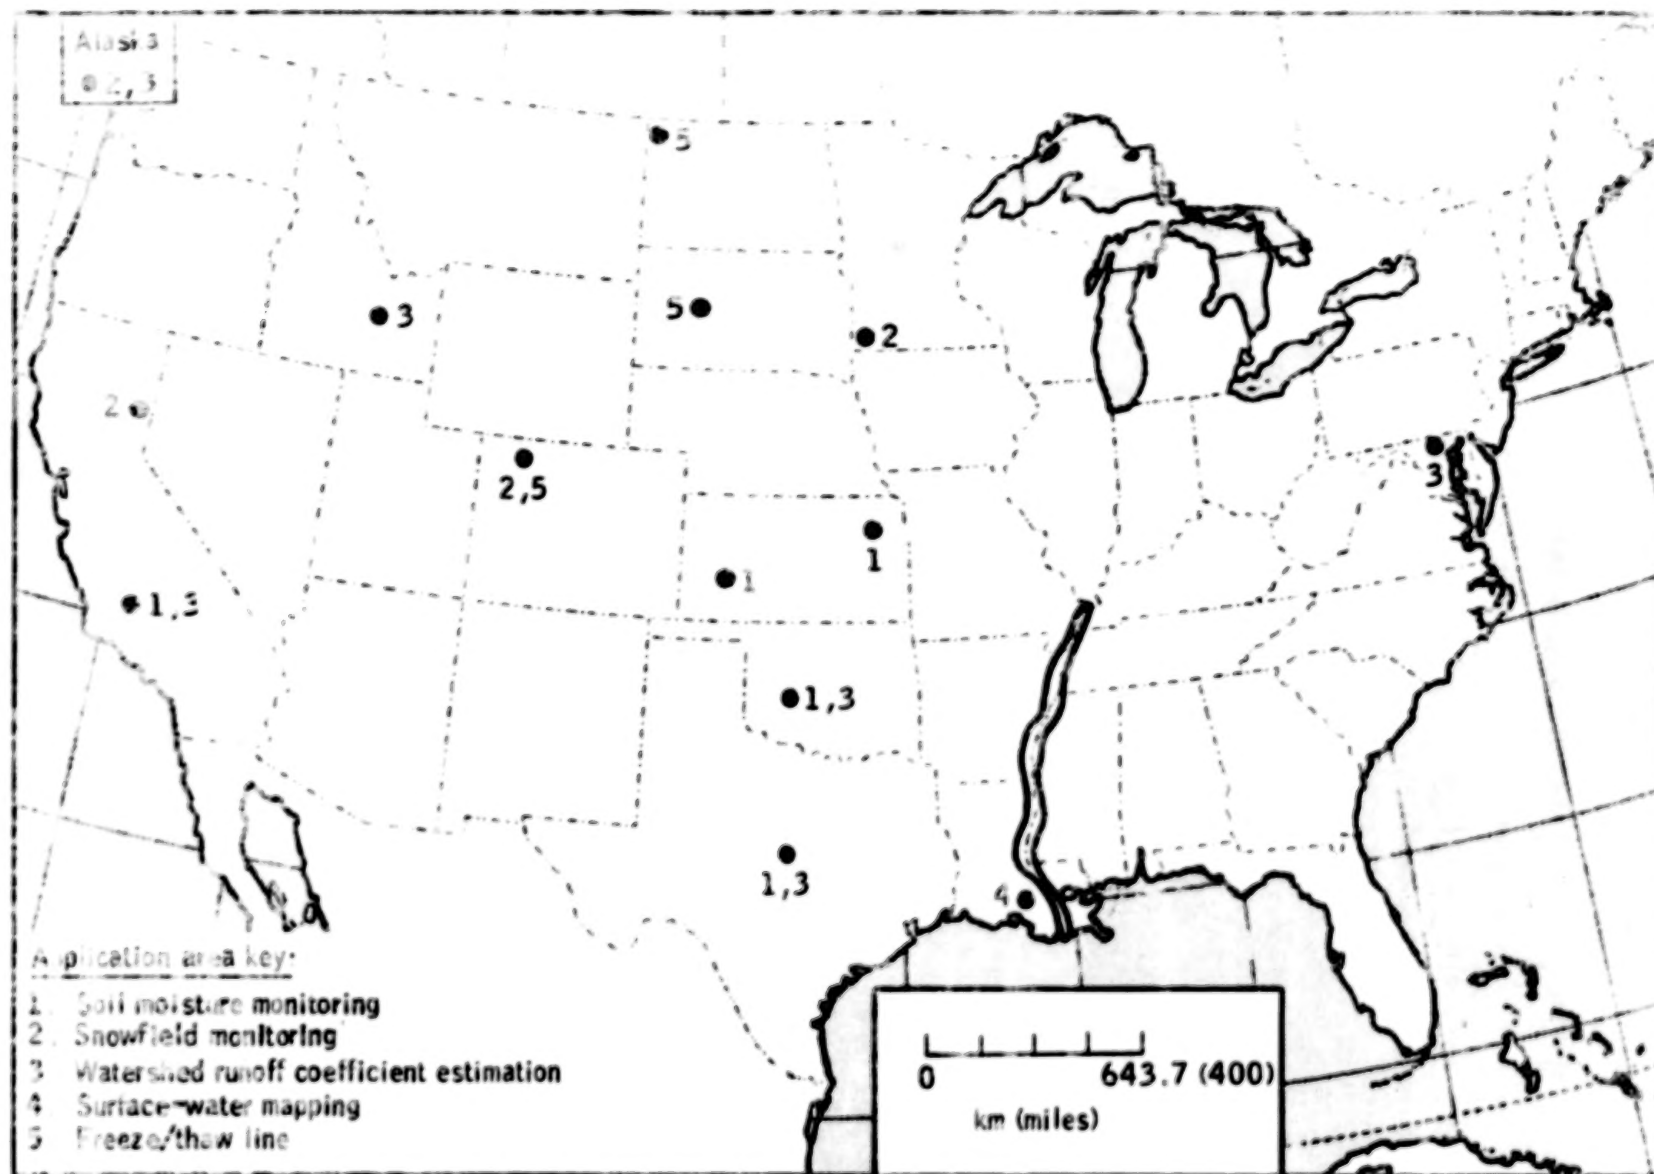 Alaska
2,3
5
3
5
2
2
2,5
3
1
1
1,3
1,3
1,3
4
Application area key:
1 Soil moisture monitoring
2 Snowfield monitoring
3 Watershed runoff coefficient estimation
4 Surface-water mapping
5 Freeze/thaw line
0 643.7 (400)
km (miles)